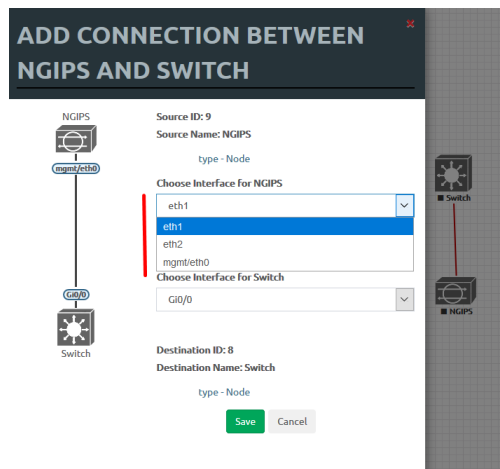 ADD CONNECTION BETWEEN
NGIPS AND SWITCH
NGIPS
mgmt/eth0
Gi0/0
Switch
Source ID: 9
Source Name: NGIPS
type - Node
Choose Interface for NGIPS
eth1
eth1
eth2
mgmt/eth0
Choose Interface for Switch
Gi0/0
Destination ID: 8
Destination Name: Switch
type - Node
Save Cancel
Switch
NGIPS